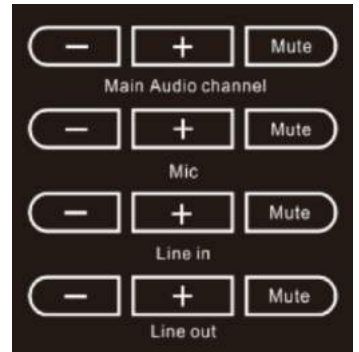 − + Mute
Main Audio channel
− + Mute
Mic
− + Mute
Line in
− + Mute
Line out